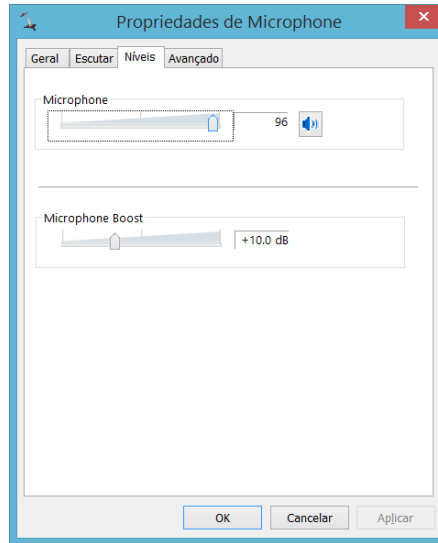 Propriedades de Microphone
Geral Escutar Níveis Avançado
Microphone
96
Microphone Boost
+10.0 dB
OK Cancelar Aplicar